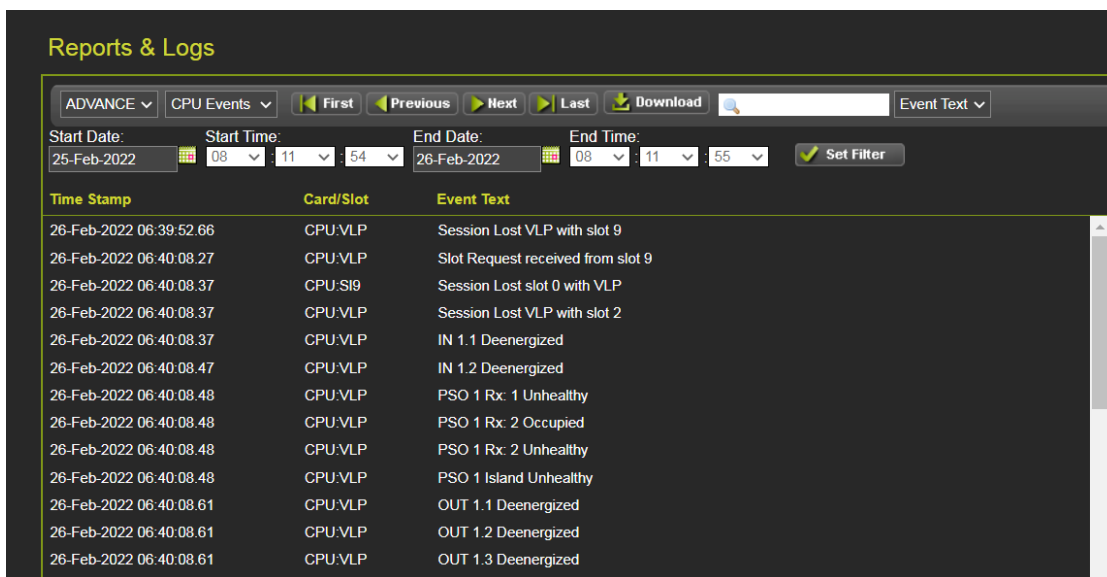 Reports & Logs
ADVANCE CPU Events First Previous Next Last Download Event Text
Start Date: Start Time: End Date: End Time:
25-Feb-2022 08 : 11 : 54 26-Feb-2022 08 : 11 : 55 Set Filter
Time Stamp Card/Slot Event Text
26-Feb-2022 06:39:52.66 CPU:VLP Session Lost VLP with slot 9
26-Feb-2022 06:40:08.27 CPU:VLP Slot Request received from slot 9
26-Feb-2022 06:40:08.37 CPU:SI9 Session Lost slot 0 with VLP
26-Feb-2022 06:40:08.37 CPU:VLP Session Lost VLP with slot 2
26-Feb-2022 06:40:08.37 CPU:VLP IN 1.1 Deenergized
26-Feb-2022 06:40:08.47 CPU:VLP IN 1.2 Deenergized
26-Feb-2022 06:40:08.48 CPU:VLP PSO 1 Rx: 1 Unhealthy
26-Feb-2022 06:40:08.48 CPU:VLP PSO 1 Rx: 2 Occupied
26-Feb-2022 06:40:08.48 CPU:VLP PSO 1 Rx: 2 Unhealthy
26-Feb-2022 06:40:08.48 CPU:VLP PSO 1 Island Unhealthy
26-Feb-2022 06:40:08.61 CPU:VLP OUT 1.1 Deenergized
26-Feb-2022 06:40:08.61 CPU:VLP OUT 1.2 Deenergized
26-Feb-2022 06:40:08.61 CPU:VLP OUT 1.3 Deenergized